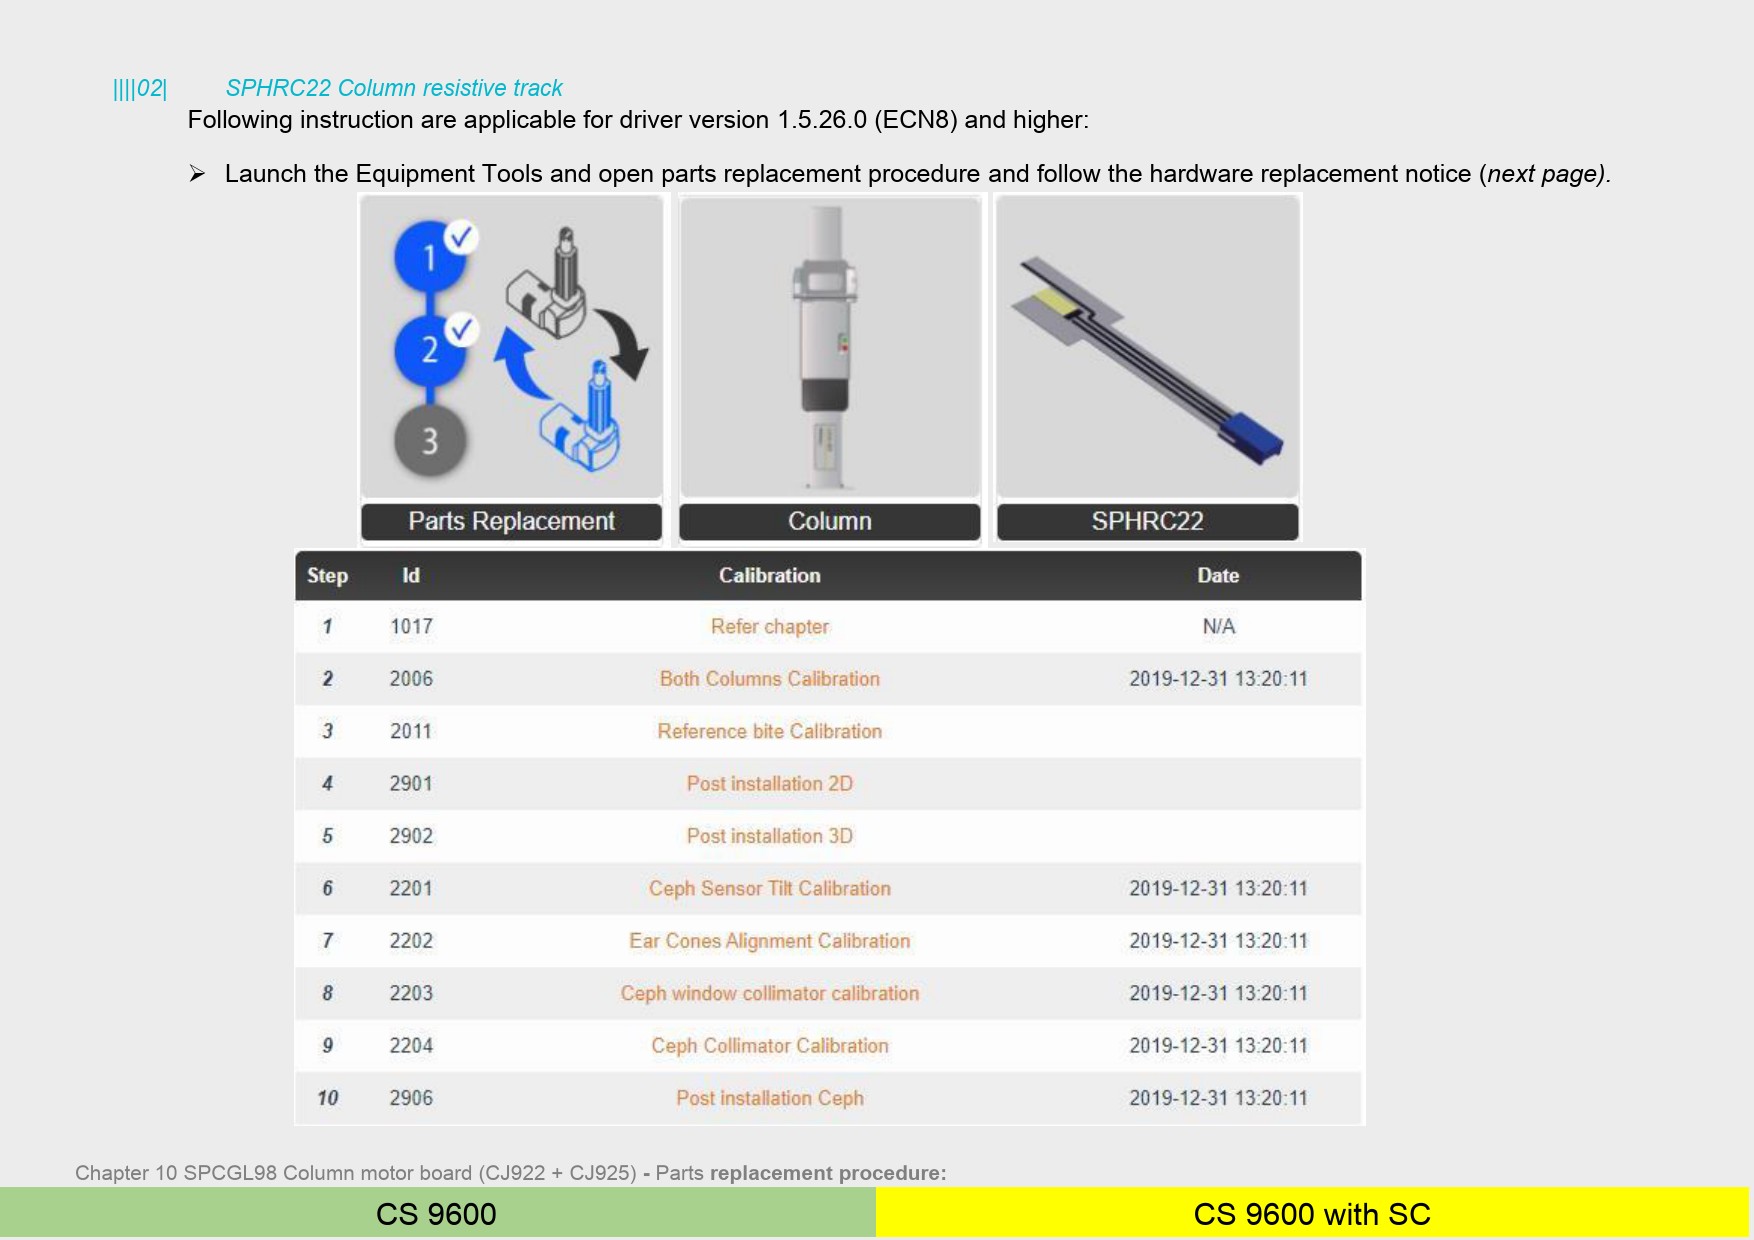 ||||02| SPHRC22 Column resistive track
Following instruction are applicable for driver version 1.5.26.0 (ECN8) and higher:
➢ Launch the Equipment Tools and open parts replacement procedure and follow the hardware replacement notice (next page).
1
2
3
Parts Replacement Column SPHRC22
Step Id Calibration Date
1 1017 Refer chapter N/A
2 2006 Both Columns Calibration 2019-12-31 13:20:11
3 2011 Reference bite Calibration
4 2901 Post installation 2D
5 2902 Post installation 3D
6 2201 Ceph Sensor Tilt Calibration 2019-12-31 13:20:11
7 2202 Ear Cones Alignment Calibration 2019-12-31 13:20:11
8 2203 Ceph window collimator calibration 2019-12-31 13:20:11
9 2204 Ceph Collimator Calibration 2019-12-31 13:20:11
10 2906 Post installation Ceph 2019-12-31 13:20:11
Chapter 10 SPCGL98 Column motor board (CJ922 + CJ925) - Parts replacement procedure:
CS 9600 CS 9600 with SC